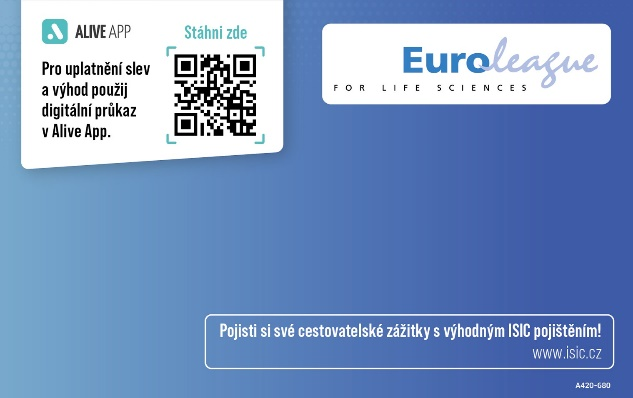 ALIVE APP
Stáhni zde
Pro uplatnění slev
a výhod použij
digitální průkaz
v Alive App.
Euroleague
FOR LIFE SCIENCES
Pojisti si své cestovatelské zážitky s výhodným ISIC pojištěním!
www.isic.cz
A420-680